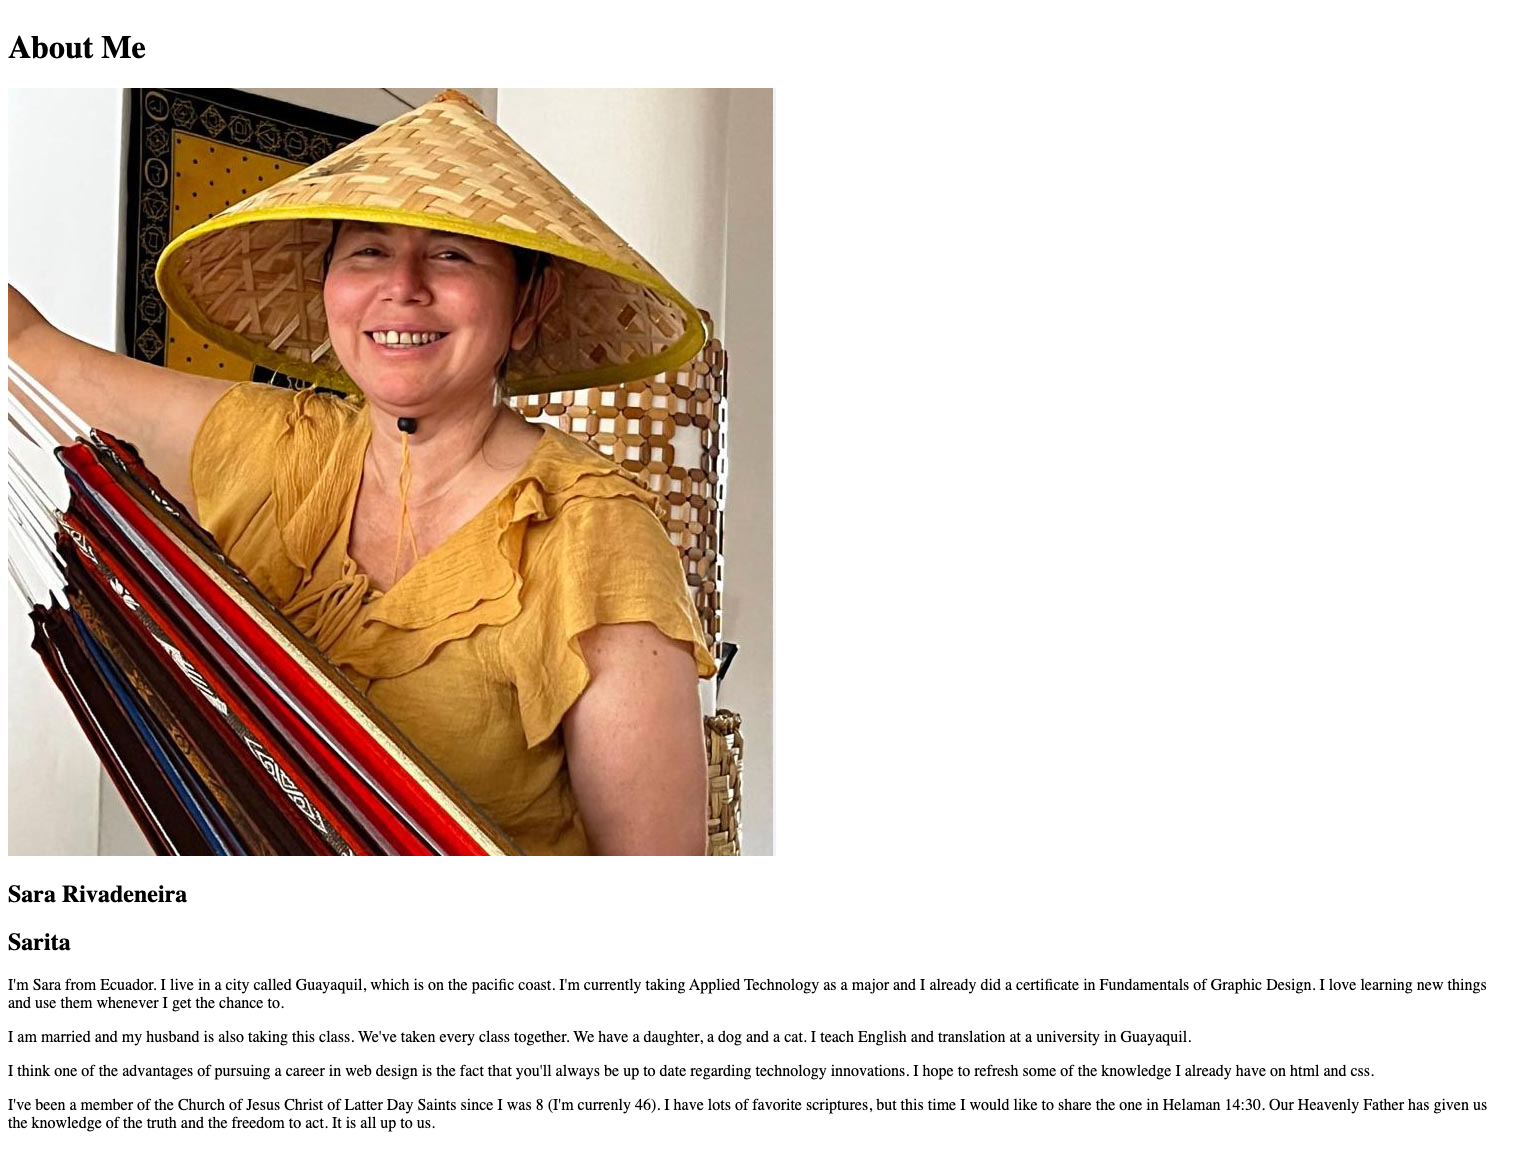 About Me
Sara Rivadeneira
Sarita
I'm Sara from Ecuador. I live in a city called Guayaquil, which is on the pacific coast. I'm currently taking Applied Technology as a major and I already did a certificate in Fundamentals of Graphic Design. I love learning new things
and use them whenever I get the chance to.
I am married and my husband is also taking this class. We've taken every class together. We have a daughter, a dog and a cat. I teach English and translation at a university in Guayaquil.
I think one of the advantages of pursuing a career in web design is the fact that you'll always be up to date regarding technology innovations. I hope to refresh some of the knowledge I already have on html and css.
I've been a member of the Church of Jesus Christ of Latter Day Saints since I was 8 (I'm currenly 46). I have lots of favorite scriptures, but this time I would like to share the one in Helaman 14:30. Our Heavenly Father has given us
the knowledge of the truth and the freedom to act. It is all up to us.